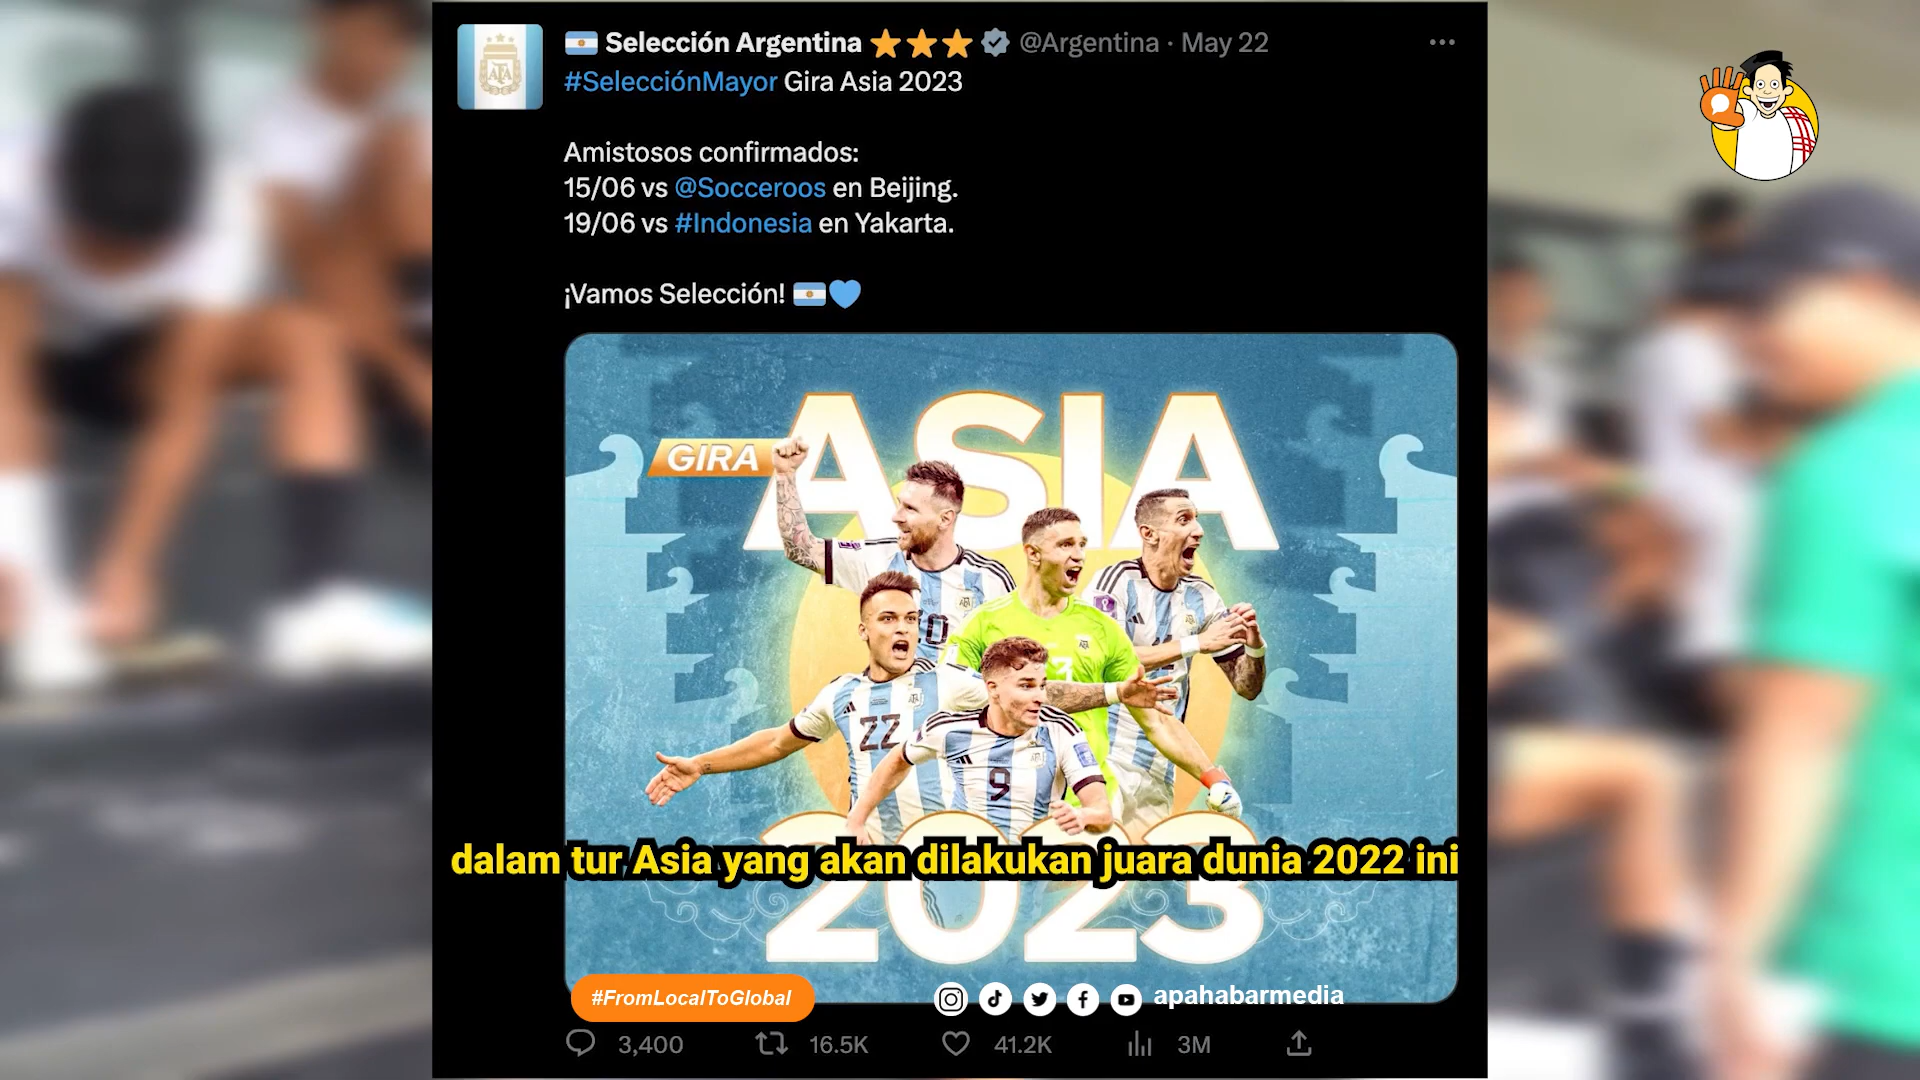 Selección Argentina @Argentina · May 22
#SelecciónMayor Gira Asia 2023
Amistosos confirmados:
15/06 vs @Socceroos en Beijing.
19/06 vs #Indonesia en Yakarta.
¡Vamos Selección!
GIRA
ASIA
22
9
dalam tur Asia yang akan dilakukan juara dunia 2022 ini
2023
#FromLocalToGlobal
apahabarmedia
3,400 16.5K 41.2K 3M